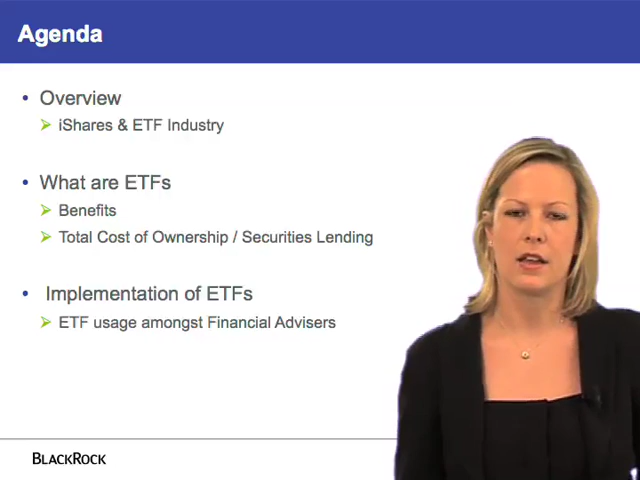 Agenda
• Overview
➢ iShares & ETF Industry
• What are ETFs
➢ Benefits
➢ Total Cost of Ownership / Securities Lending
• Implementation of ETFs
➢ ETF usage amongst Financial Advisers
BLACKROCK